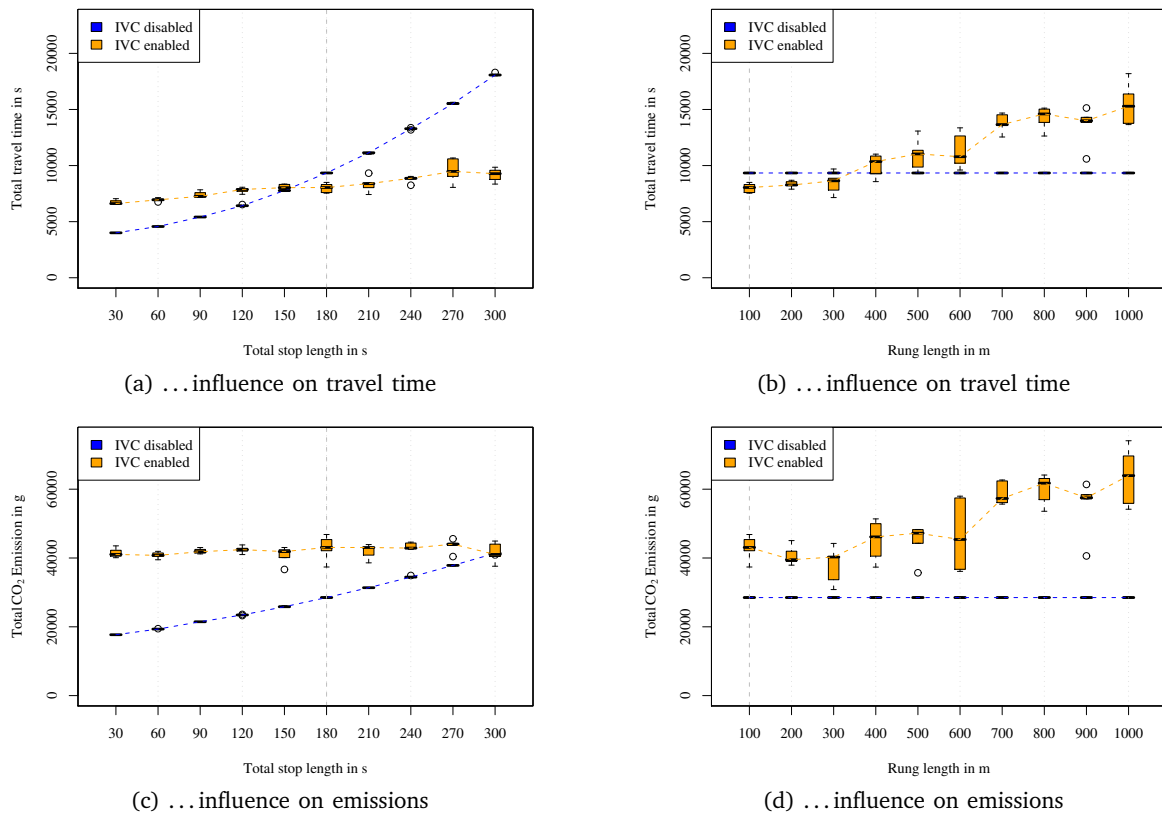 IVC disabled
IVC enabled
Total travel time in s
0 5000 10000 15000 20000
30 60 90 120 150 180 210 240 270 300
Total stop length in s
(a) ...influence on travel time
IVC disabled
IVC enabled
Total travel time in s
0 5000 10000 15000 20000
100 200 300 400 500 600 700 800 900 1000
Rung length in m
(b) ...influence on travel time
IVC disabled
IVC enabled
Total CO₂ Emission in g
0 20000 40000 60000
30 60 90 120 150 180 210 240 270 300
Total stop length in s
(c) ...influence on emissions
IVC disabled
IVC enabled
Total CO₂ Emission in g
0 20000 40000 60000
100 200 300 400 500 600 700 800 900 1000
Rung length in m
(d) ...influence on emissions